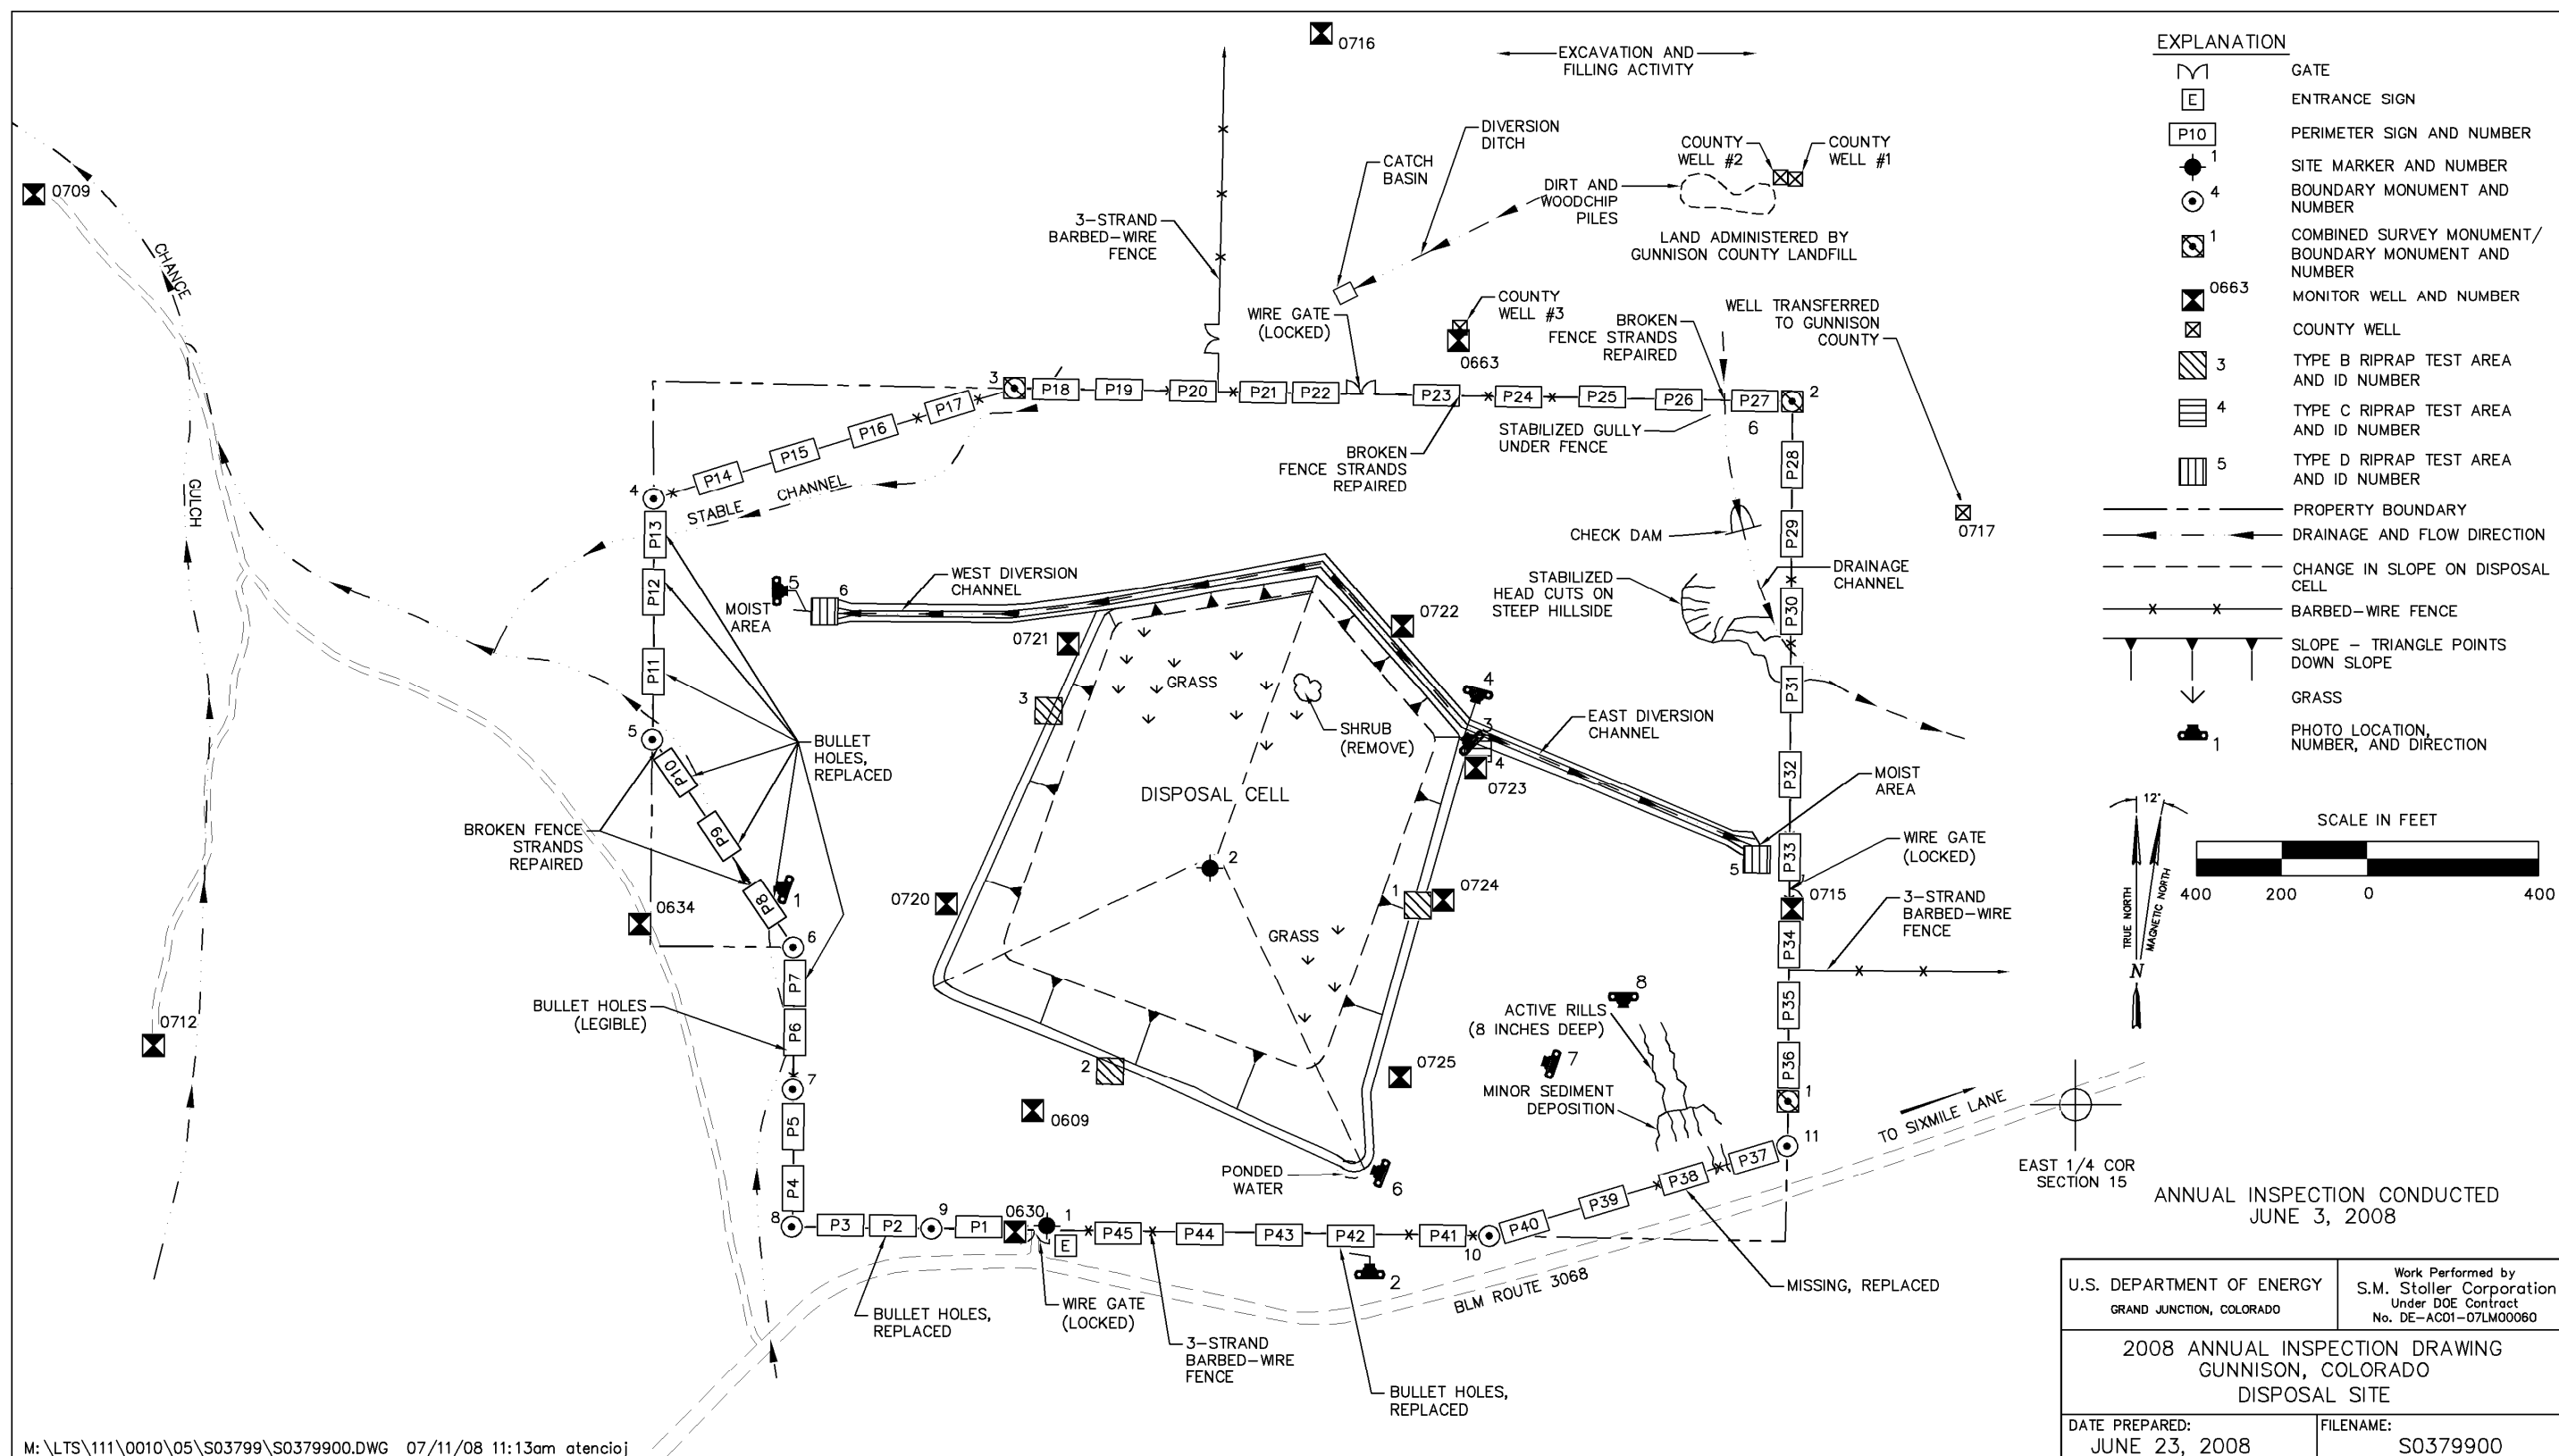 0716
EXCAVATION AND
FILLING ACTIVITY
0709
CHANCE
GULCH
0712
3-STRAND
BARBED-WIRE
FENCE
CATCH
BASIN
DIVERSION
DITCH
DIRT AND
WOODCHIP
PILES
COUNTY
WELL #2
COUNTY
WELL #1
LAND ADMINISTERED BY
GUNNISON COUNTY LANDFILL
WIRE GATE
(LOCKED)
COUNTY
WELL #3
0663
BROKEN
FENCE STRANDS
REPAIRED
WELL TRANSFERRED
TO GUNNISON
COUNTY
0717
3
P18
P19
P20
P21
P22
P23
P24
P25
P26
P27
2
6
P17
P16
P15
P14
4
STABLE CHANNEL
BROKEN
FENCE STRANDS
REPAIRED
STABILIZED GULLY
UNDER FENCE
CHECK DAM
STABILIZED
HEAD CUTS ON
STEEP HILLSIDE
DRAINAGE
CHANNEL
P28
P29
P30
P31
P32
P33
P34
P35
P36
1
11
P13
P12
P11
5
P10
P9
P8
6
P7
P6
7
P5
P4
8
5
6
MOIST
AREA
WEST DIVERSION
CHANNEL
0721
0722
4
3
4
0723
EAST DIVERSION
CHANNEL
MOIST
AREA
5
WIRE GATE
(LOCKED)
0715
3-STRAND
BARBED-WIRE
FENCE
GRASS
SHRUB
(REMOVE)
3
DISPOSAL CELL
2
BULLET
HOLES,
REPLACED
BROKEN FENCE
STRANDS
REPAIRED
1
0634
0720
1
0724
GRASS
BULLET HOLES
(LEGIBLE)
ACTIVE RILLS
(8 INCHES DEEP)
8
7
MINOR SEDIMENT
DEPOSITION
0725
2
0609
PONDED
WATER
6
P3
P2
9
P1
0630
1
E
P45
P44
P43
P42
P41
10
P40
P39
P38
P37
2
BULLET HOLES,
REPLACED
WIRE GATE
(LOCKED)
3-STRAND
BARBED-WIRE
FENCE
BULLET HOLES,
REPLACED
BLM ROUTE 3068
MISSING, REPLACED
TO SIXMILE LANE
EAST 1/4 COR
SECTION 15
EXPLANATION
GATE
E
ENTRANCE SIGN
P10
PERIMETER SIGN AND NUMBER
1
SITE MARKER AND NUMBER
4
BOUNDARY MONUMENT AND
NUMBER
1
COMBINED SURVEY MONUMENT/
BOUNDARY MONUMENT AND
NUMBER
0663
MONITOR WELL AND NUMBER
COUNTY WELL
3
TYPE B RIPRAP TEST AREA
AND ID NUMBER
4
TYPE C RIPRAP TEST AREA
AND ID NUMBER
5
TYPE D RIPRAP TEST AREA
AND ID NUMBER
PROPERTY BOUNDARY
DRAINAGE AND FLOW DIRECTION
CHANGE IN SLOPE ON DISPOSAL
CELL
BARBED-WIRE FENCE
SLOPE - TRIANGLE POINTS
DOWN SLOPE
GRASS
1
PHOTO LOCATION,
NUMBER, AND DIRECTION
12°
TRUE NORTH
MAGNETIC NORTH
N
SCALE IN FEET
400 200 0 400
ANNUAL INSPECTION CONDUCTED
JUNE 3, 2008
U.S. DEPARTMENT OF ENERGY
GRAND JUNCTION, COLORADO
Work Performed by
S.M. Stoller Corporation
Under DOE Contract
No. DE-AC01-07LM00060
2008 ANNUAL INSPECTION DRAWING
GUNNISON, COLORADO
DISPOSAL SITE
DATE PREPARED:
JUNE 23, 2008
FILENAME:
S0379900
M:\LTS\111\0010\05\S03799\S0379900.DWG 07/11/08 11:13am atencioj